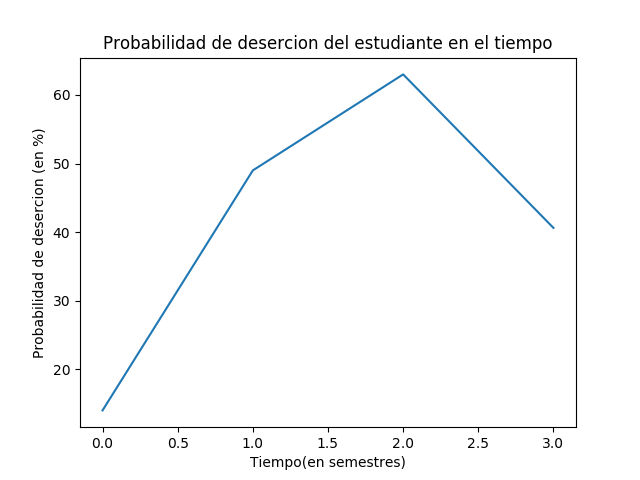 Probabilidad de desercion del estudiante en el tiempo
Probabilidad de desercion (en %)
60
50
40
30
20
0.0 0.5 1.0 1.5 2.0 2.5 3.0
Tiempo(en semestres)